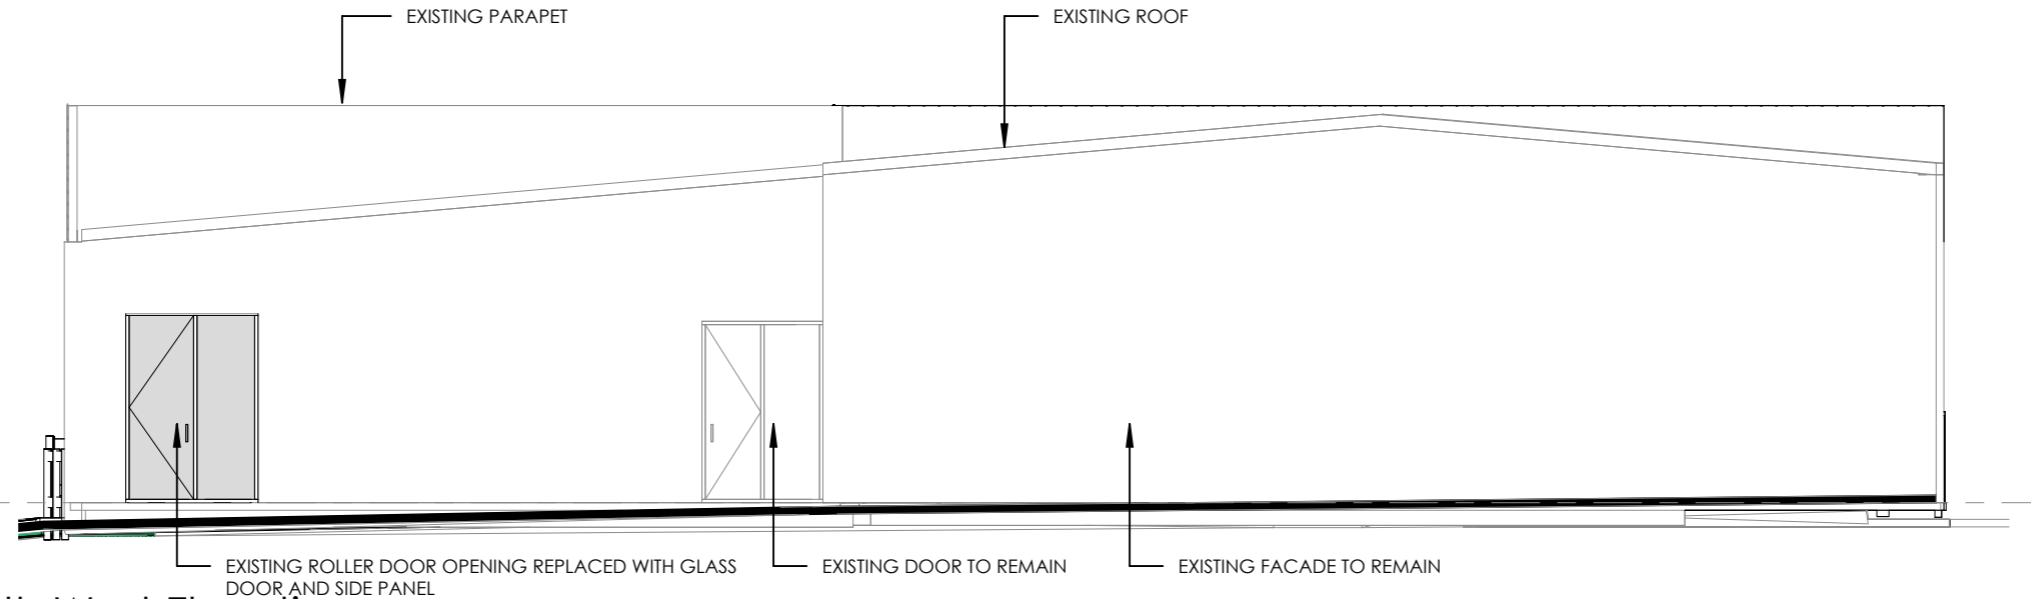 EXISTING PARAPET
EXISTING ROOF
EXISTING ROLLER DOOR OPENING REPLACED WITH GLASS
DOOR AND SIDE PANEL
EXISTING DOOR TO REMAIN
EXISTING FACADE TO REMAIN